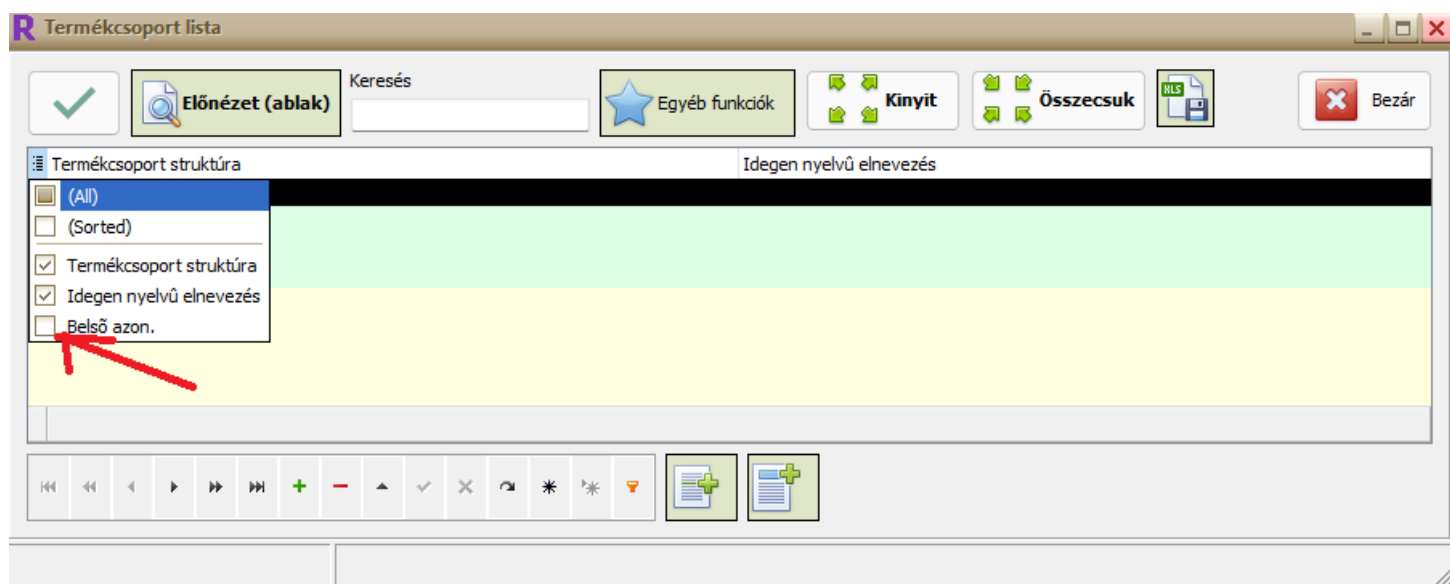 R Termékcsoport lista
Előnézet (ablak)
Keresés
Egyéb funkciók
Kinyit
Összecsuk
XLS
Bezár
Termékcsoport struktúra Idegen nyelvû elnevezés
(All)
(Sorted)
Termékcsoport struktúra
Idegen nyelvû elnevezés
Belsõ azon.